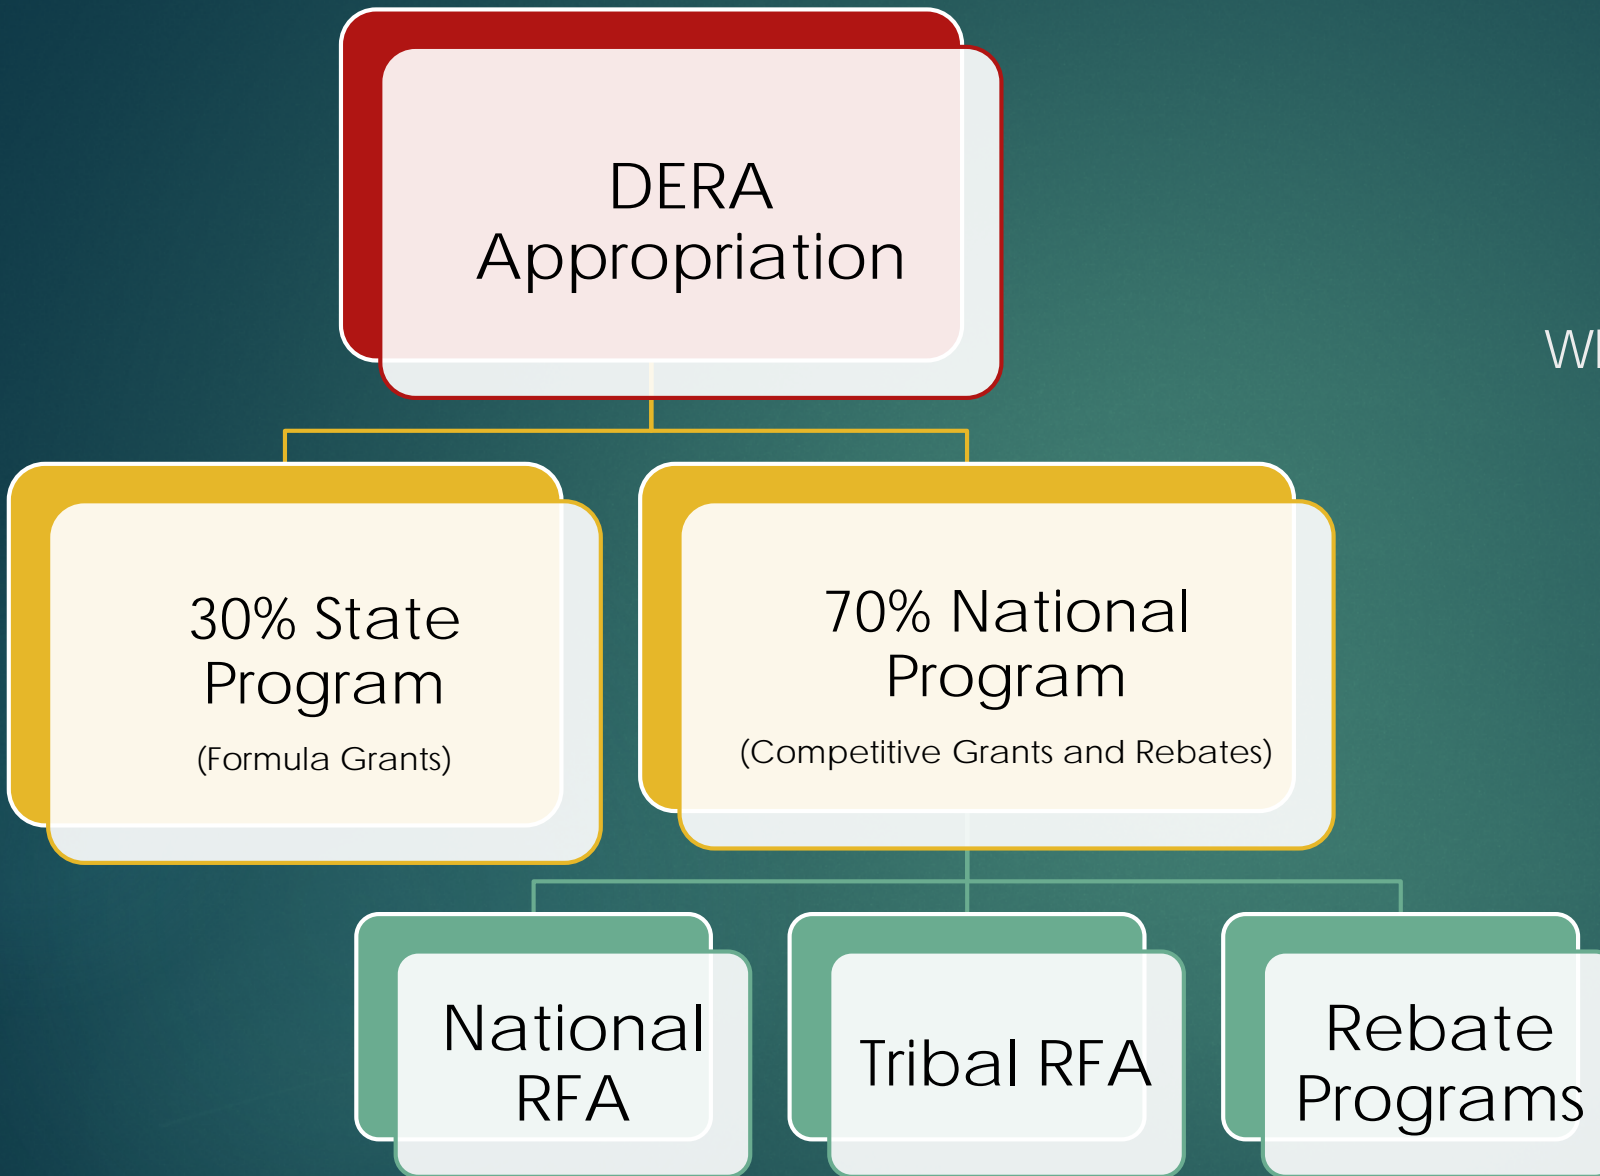 DERA
Appropriation
30% State
Program
(Formula Grants)
70% National
Program
(Competitive Grants and Rebates)
National
RFA
Tribal RFA
Rebate
Programs